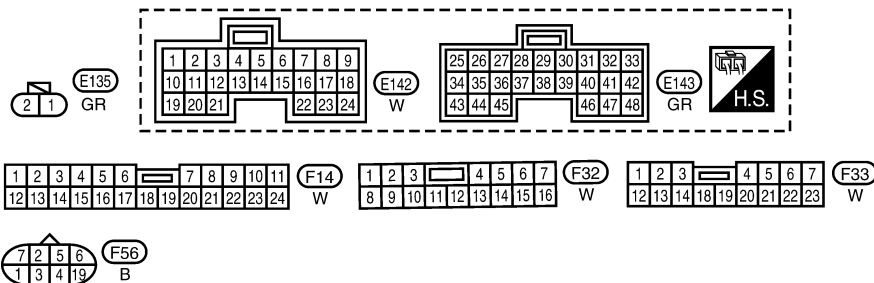 2 1
E135
GR
1 2 3 4 5 6 7 8 9
10 11 12 13 14 15 16 17 18
19 20 21 22 23 24
E142
W
25 26 27 28 29 30 31 32 33
34 35 36 37 38 39 40 41 42
43 44 45 46 47 48
E143
GR
H.S.
1 2 3 4 5 6 7 8 9 10 11
12 13 14 15 16 17 18 19 20 21 22 23 24
F14
W
1 2 3 4 5 6 7
8 9 10 11 12 13 14 15 16
F32
W
1 2 3 4 5 6 7
12 13 14 18 19 20 21 22 23
F33
W
7 2 5 6
1 3 4 19
F56
B